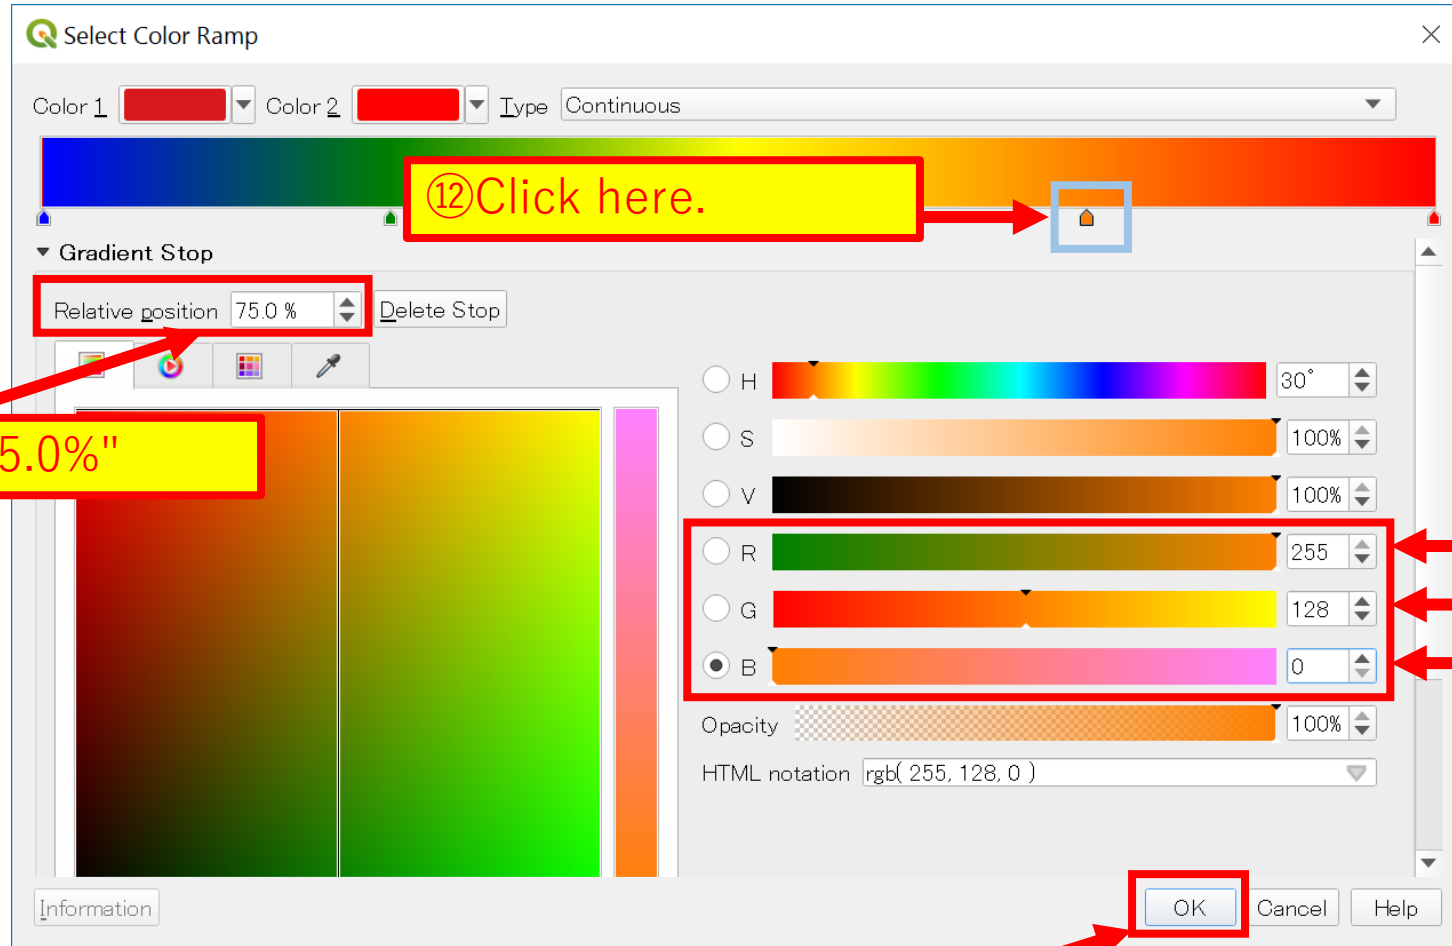 Select Color Ramp
Color 1 Color 2 Type Continuous
⑫Click here.
Gradient Stop
Relative position 75.0 % Delete Stop
H 30°
5.0%"
S 100%
V 100%
R 255
G 128
B 0
Opacity 100%
HTML notation rgb( 255, 128, 0 )
Information OK Cancel Help